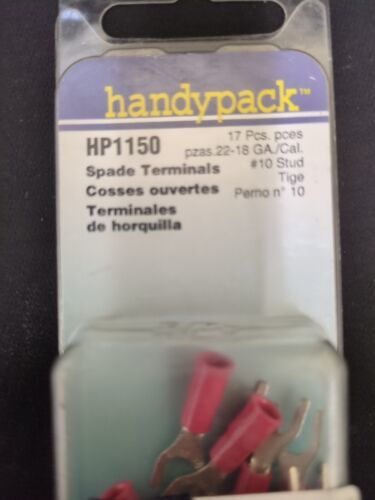 handypack™
HP1150
17 Pcs. pces
pzas.22-18 GA./Cal.
Spade Terminals
#10 Stud
Cosses ouvertes
Tige
Perno n° 10
Terminales
de horquilla